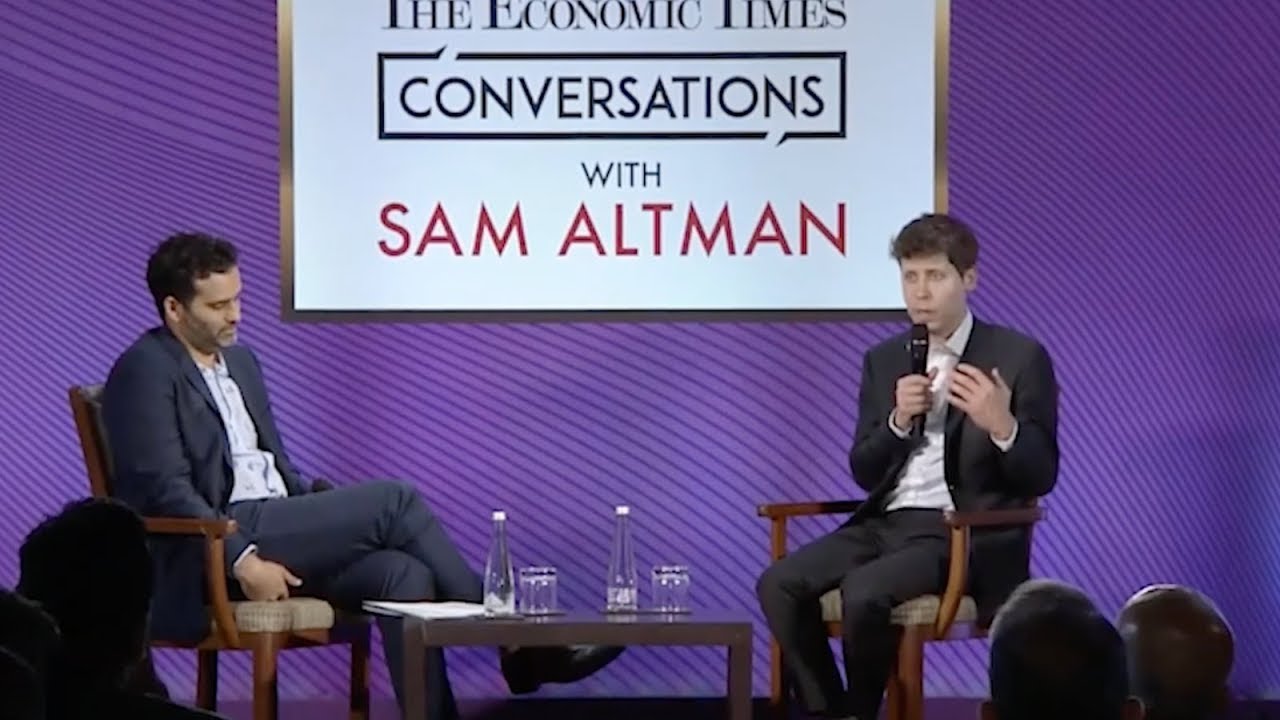 THE ECONOMIC TIMES
CONVERSATIONS
WITH
SAM ALTMAN